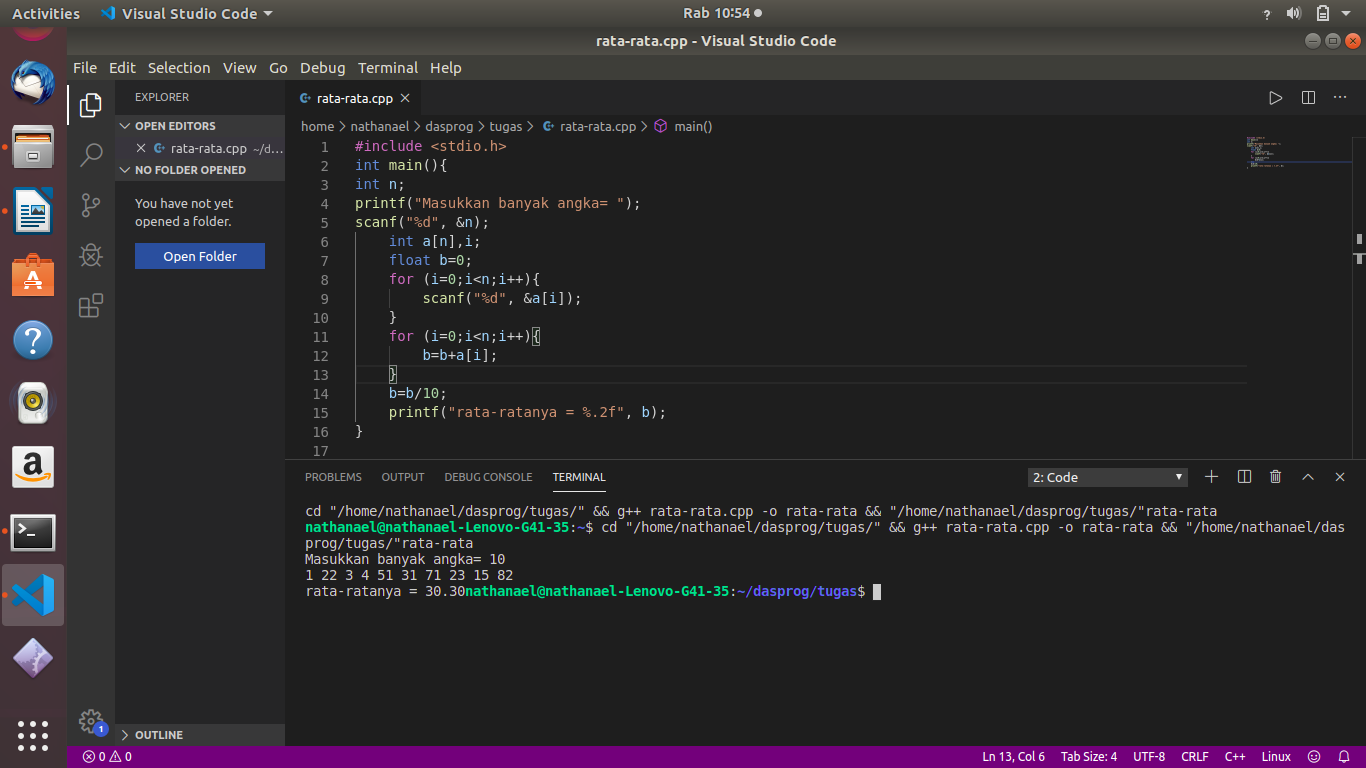 Activities Visual Studio Code Rab 10:54 ?
rata-rata.cpp - Visual Studio Code
File Edit Selection View Go Debug Terminal Help
EXPLORER
OPEN EDITORS
rata-rata.cpp ~/d...
NO FOLDER OPENED
You have not yet
opened a folder.
Open Folder
OUTLINE
rata-rata.cpp
home > nathanael > dasprog > tugas > rata-rata.cpp > main()
1 #include <stdio.h>
2 int main(){
3 int n;
4 printf("Masukkan banyak angka= ");
5 scanf("%d", &n);
6     int a[n],i;
7     float b=0;
8     for (i=0;i<n;i++){
9         scanf("%d", &a[i]);
10     }
11     for (i=0;i<n;i++){
12         b=b+a[i];
13     }
14     b=b/10;
15     printf("rata-ratanya = %.2f", b);
16 }
17
PROBLEMS OUTPUT DEBUG CONSOLE TERMINAL 2: Code
cd "/home/nathanael/dasprog/tugas/" && g++ rata-rata.cpp -o rata-rata && "/home/nathanael/dasprog/tugas/"rata-rata
nathanael@nathanael-Lenovo-G41-35:~$ cd "/home/nathanael/dasprog/tugas/" && g++ rata-rata.cpp -o rata-rata && "/home/nathanael/das
prog/tugas/"rata-rata
Masukkan banyak angka= 10
1 22 3 4 51 31 71 23 15 82
rata-ratanya = 30.30nathanael@nathanael-Lenovo-G41-35:~/dasprog/tugas$
1
0 0 Ln 13, Col 6 Tab Size: 4 UTF-8 CRLF C++ Linux